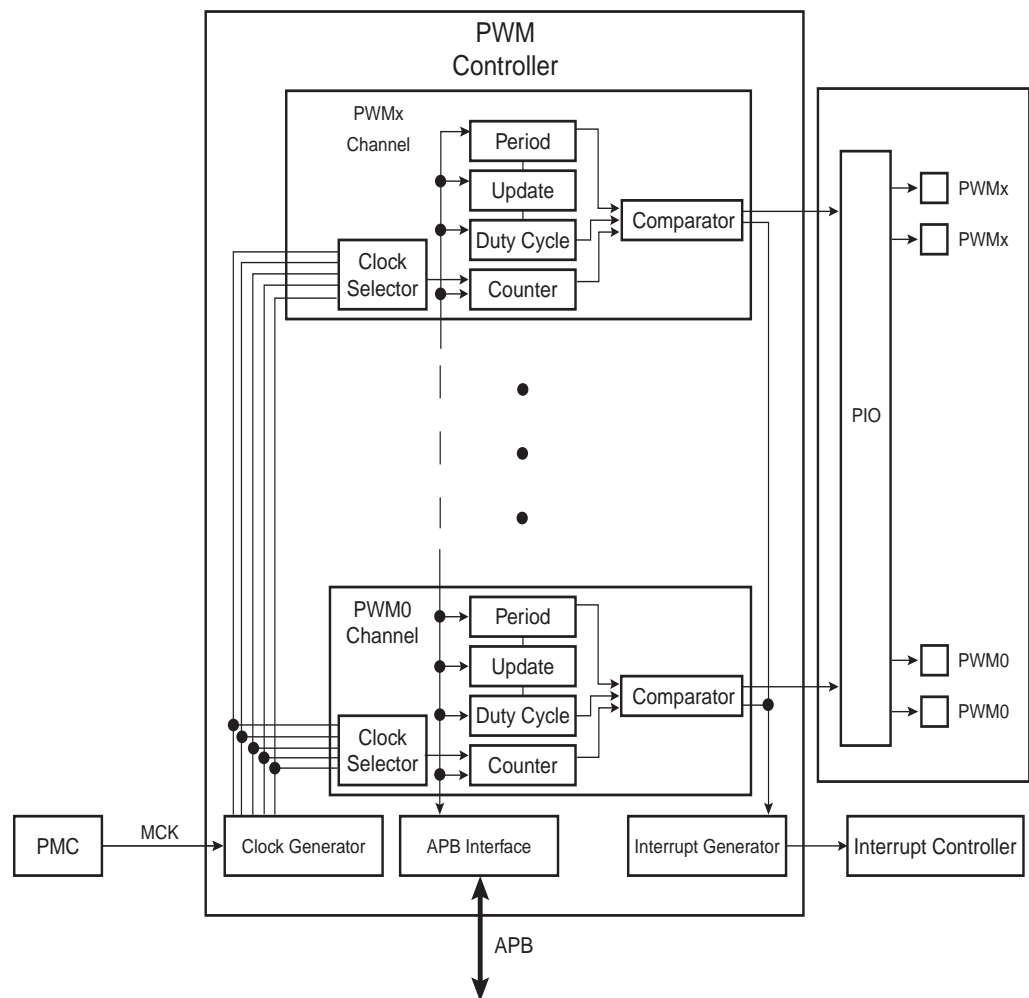 PWM
Controller
PWMx
Channel
Period
Update
Duty Cycle
Counter
Clock
Selector
Comparator
PWMx
PWMx
PIO
PWM0
Channel
Period
Update
Duty Cycle
Counter
Clock
Selector
Comparator
PWM0
PWM0
PMC
MCK
Clock Generator
APB Interface
Interrupt Generator
Interrupt Controller
APB